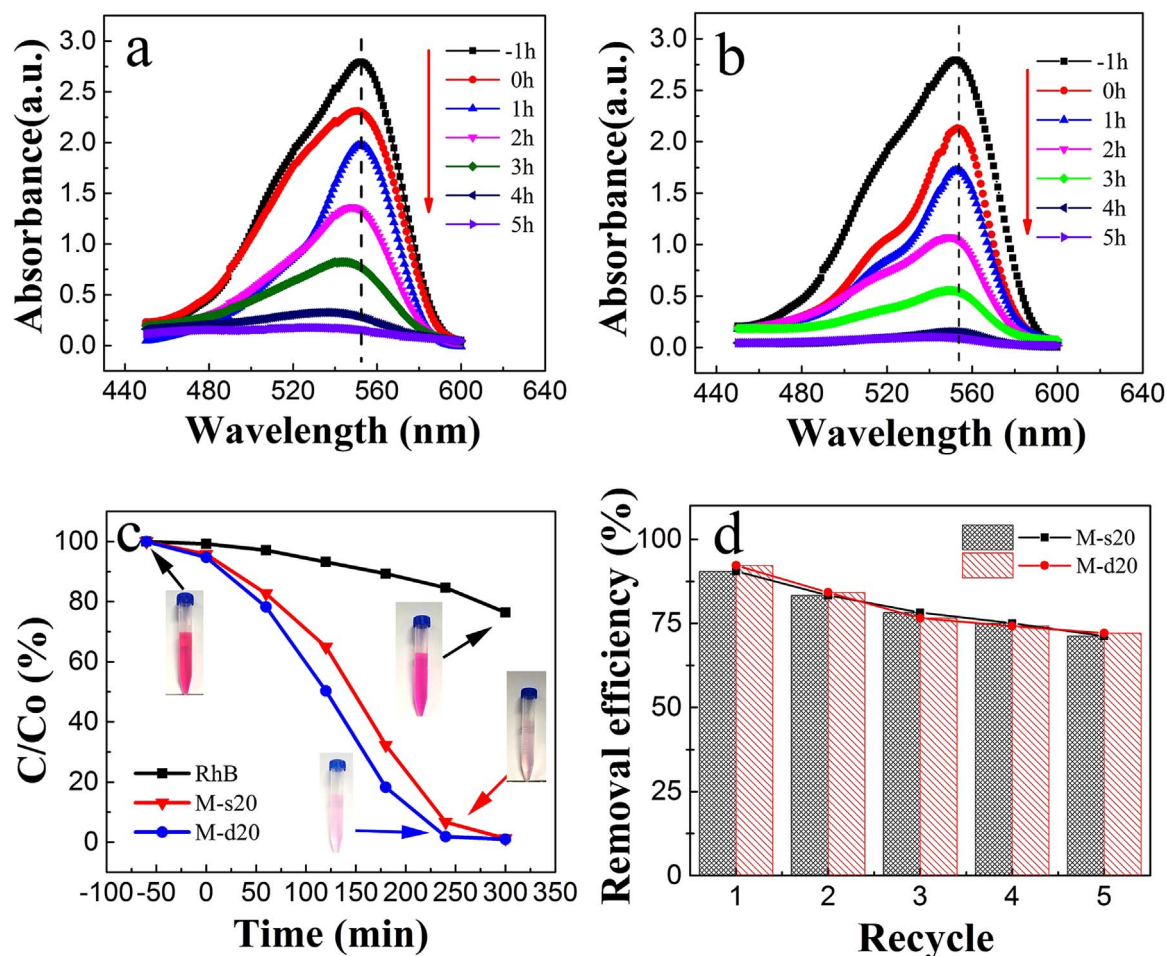 a
Absorbance(a.u.)
3.0
2.5
2.0
1.5
1.0
0.5
0.0
-1h
0h
1h
2h
3h
4h
5h
440 480 520 560 600 640
Wavelength (nm)
b
Absorbance(a.u.)
3.0
2.5
2.0
1.5
1.0
0.5
0.0
-1h
0h
1h
2h
3h
4h
5h
440 480 520 560 600 640
Wavelength (nm)
c
C/Co (%)
100
80
60
40
20
0
RhB
M-s20
M-d20
-100 -50 0 50 100 150 200 250 300 350
Time (min)
d
Removal efficiency (%)
100
75
50
25
0
M-s20
M-d20
1 2 3 4 5
Recycle